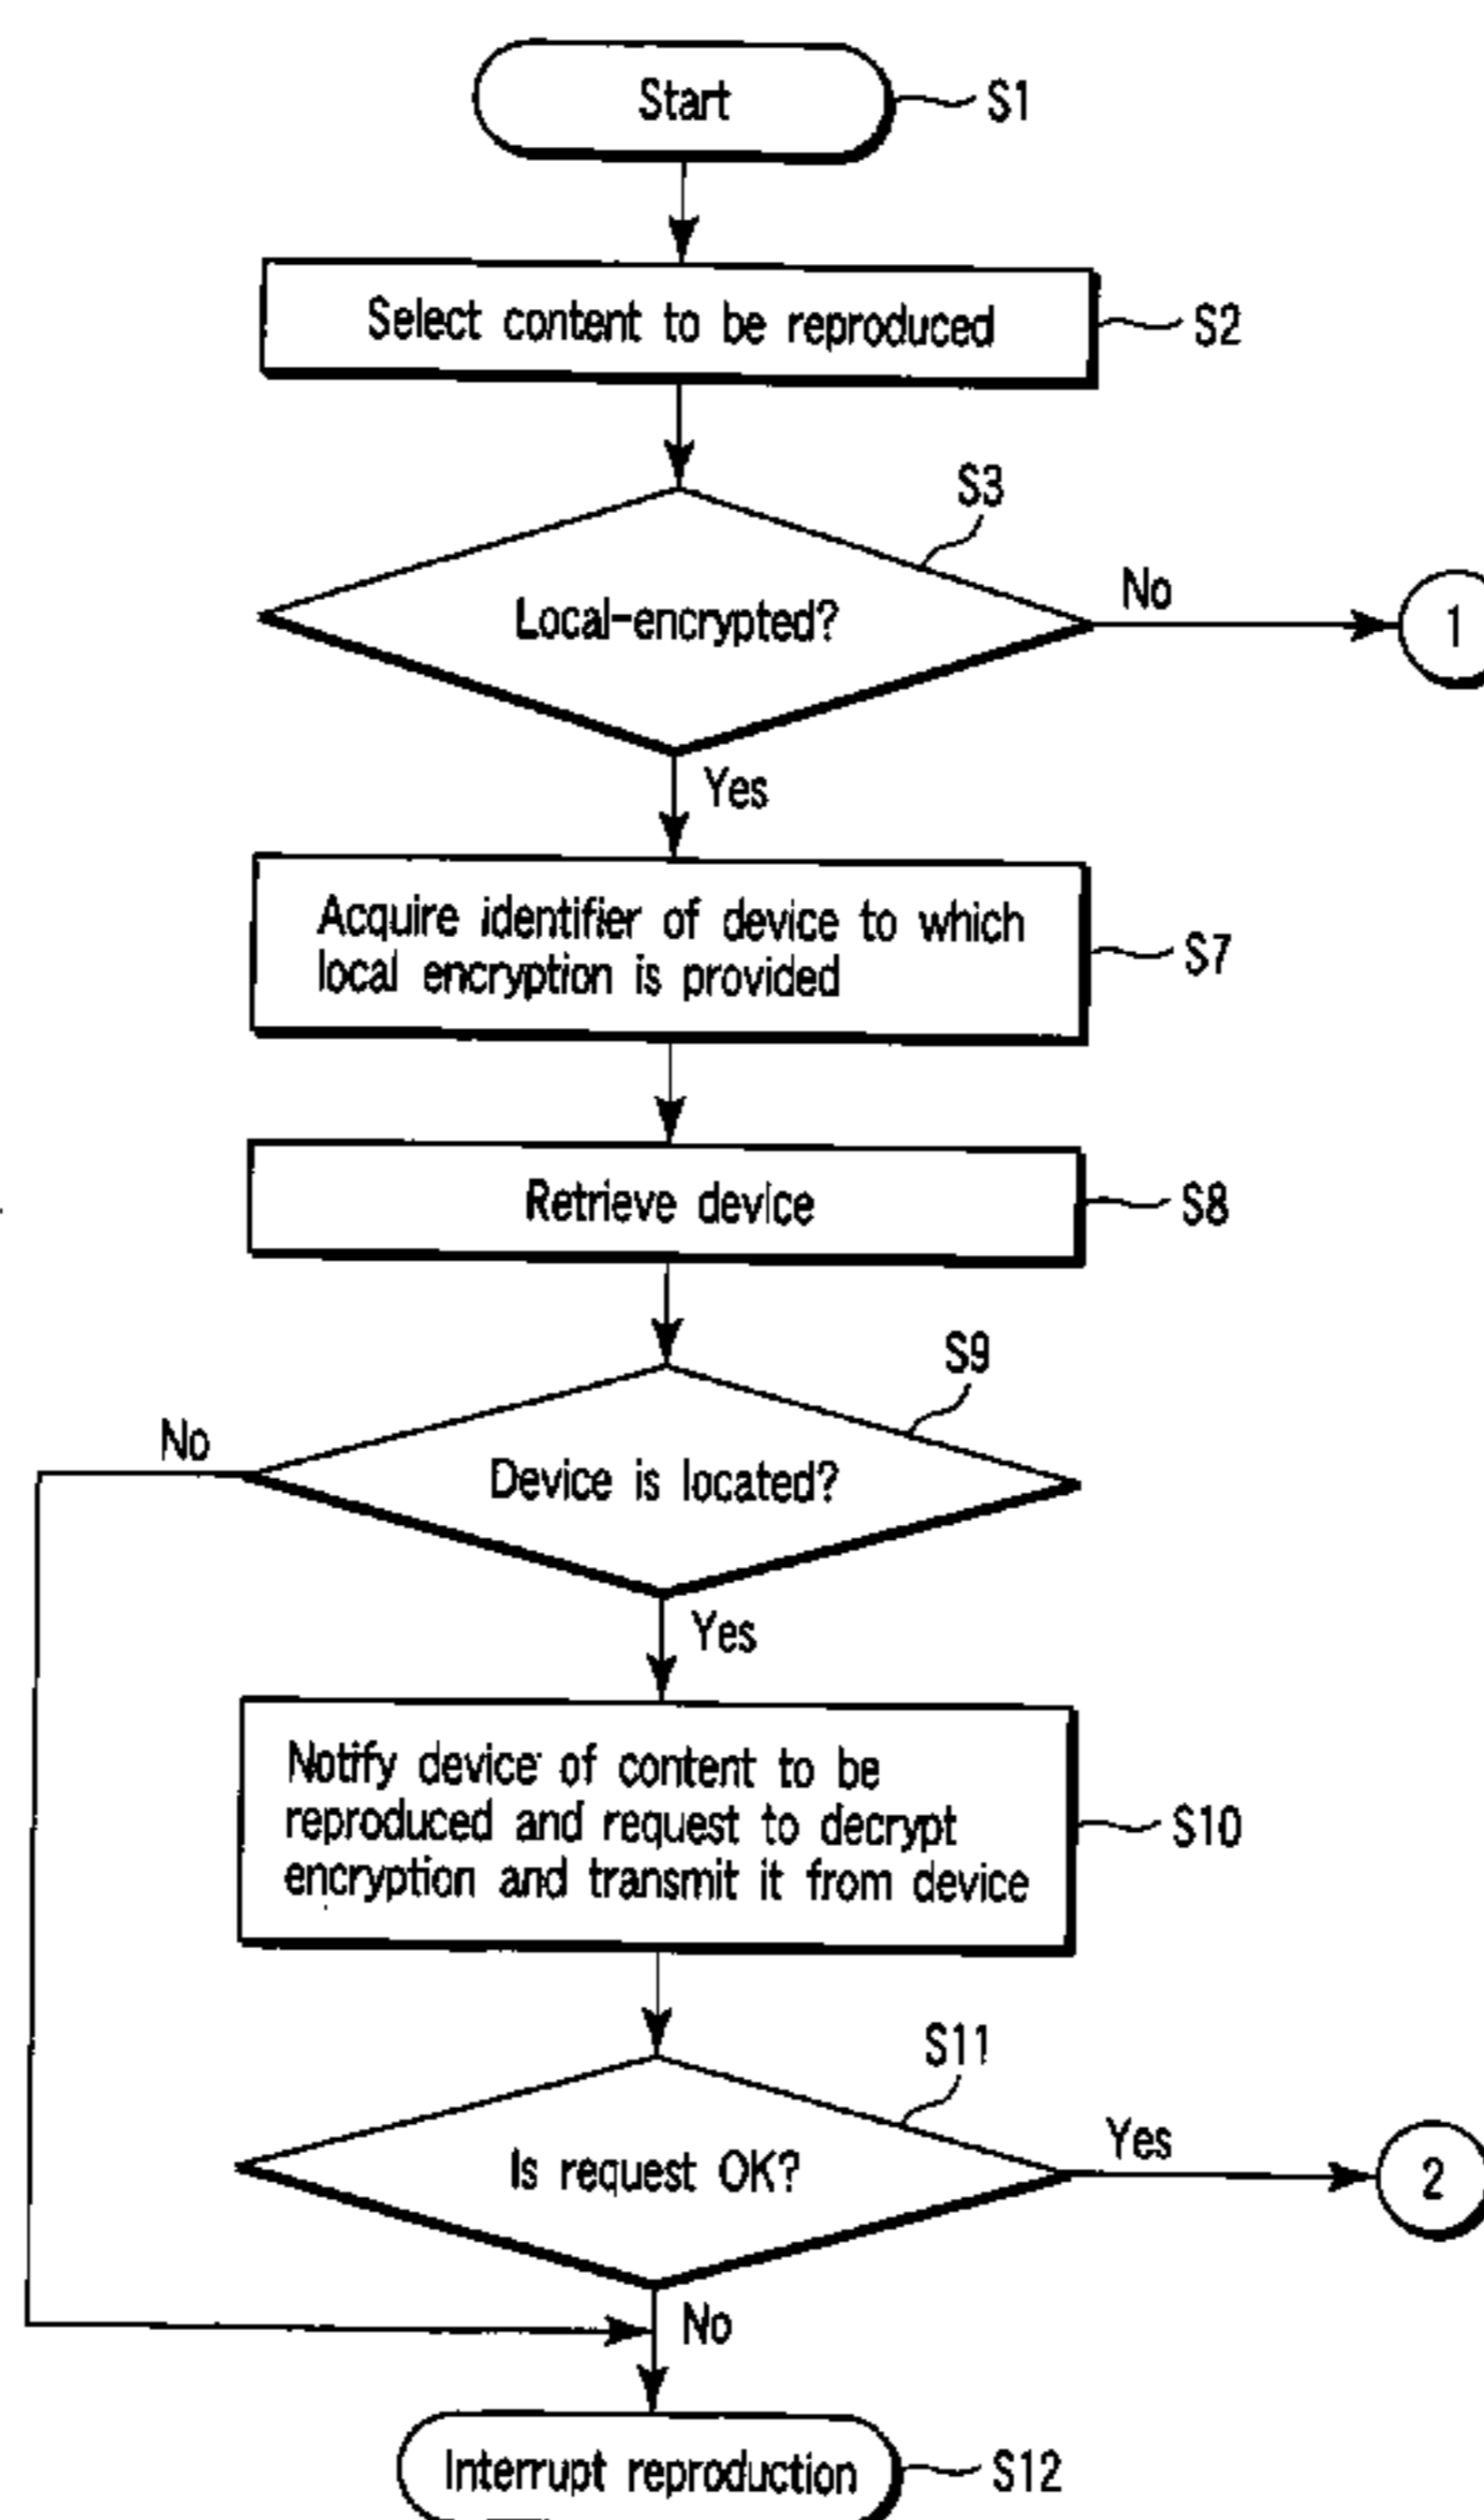 Start
S1
Select content to be reproduced
S2
S3
Local-encrypted?
No
1
Yes
Acquire identifier of device to which
local encryption is provided
S7
Retrieve device
S8
S9
No
Device is located?
Yes
Notify device of content to be
reproduced and request to decrypt
encryption and transmit it from device
S10
S11
Is request OK?
Yes
2
No
Interrupt reproduction
S12